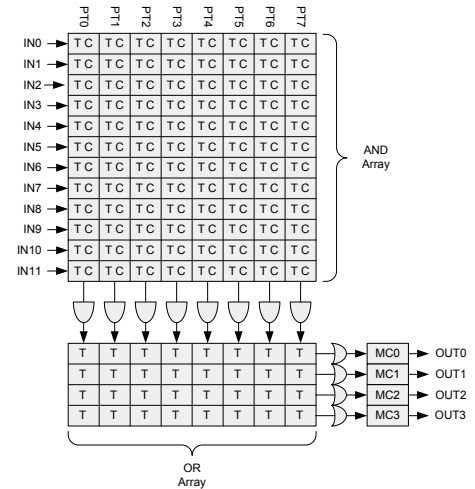 PT0 PT1 PT2 PT3 PT4 PT5 PT6 PT7
IN0 T C T C T C T C T C T C T C T C
IN1 T C T C T C T C T C T C T C T C
IN2 T C T C T C T C T C T C T C T C
IN3 T C T C T C T C T C T C T C T C
IN4 T C T C T C T C T C T C T C T C
IN5 T C T C T C T C T C T C T C T C
IN6 T C T C T C T C T C T C T C T C
IN7 T C T C T C T C T C T C T C T C
IN8 T C T C T C T C T C T C T C T C
IN9 T C T C T C T C T C T C T C T C
IN10 T C T C T C T C T C T C T C T C
IN11 T C T C T C T C T C T C T C T C
AND
Array
T T T T T T T T MC0 OUT0
T T T T T T T T MC1 OUT1
T T T T T T T T MC2 OUT2
T T T T T T T T MC3 OUT3
OR
Array